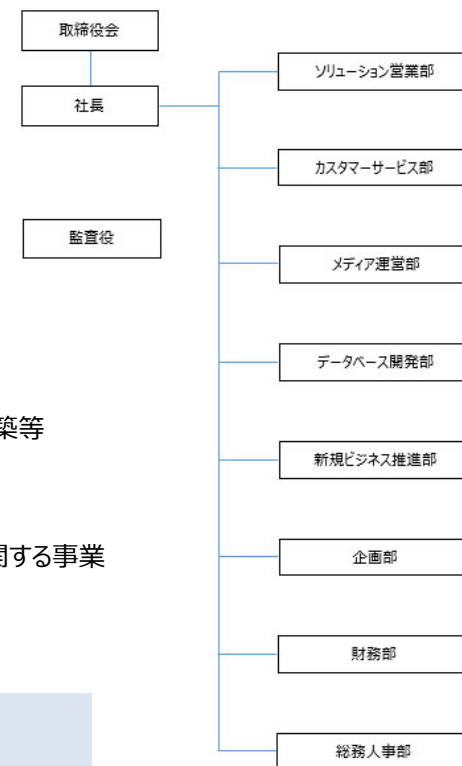 取締役会
社長
監査役
築等
関する事業
ソリューション営業部
カスタマーサービス部
メディア運営部
データベース開発部
新規ビジネス推進部
企画部
財務部
総務人事部